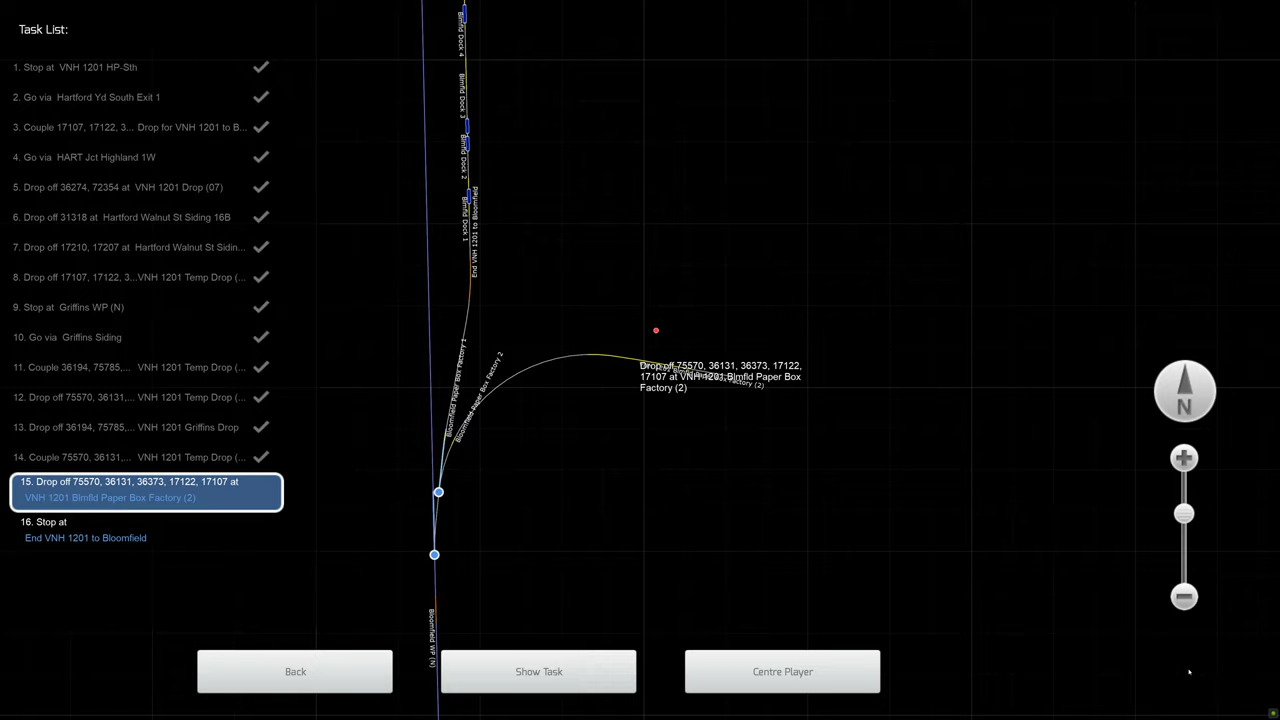 Task List:
1. Stop at  VNH 1201 HP-Sth
2. Go via  Hartford Yd South Exit 1
3. Couple 17107, 17122, 3... Drop for VNH 1201 to B...
4. Go via  HART Jct Highland 1W
5. Drop off 36274, 72354 at  VNH 1201 Drop (07)
6. Drop off 31318 at  Hartford Walnut St Siding 16B
7. Drop off 17210, 17207 at  Hartford Walnut St Sidin...
8. Drop off 17107, 17122, 3...VNH 1201 Temp Drop (...
9. Stop at  Griffins WP (N)
10. Go via  Griffins Siding
11. Couple 36194, 75785,... VNH 1201 Temp Drop (...
12. Drop off 75570, 36131,... VNH 1201 Temp Drop (...
13. Drop off 36194, 75785,... VNH 1201 Griffins Drop
14. Couple 75570, 36131,... VNH 1201 Temp Drop (...
15. Drop off 75570, 36131, 36373, 17122, 17107 at
VNH 1201 Blmfld Paper Box Factory (2)
16. Stop at
End VNH 1201 to Bloomfield
Blmfld Dock 4
Blmfld Dock 3
Blmfld Dock 2
Blmfld Dock 1
End VNH 1201 to Bloomfield
Bloomfield Paper Box Factory 1
Bloomfield Paper Box Factory 2
Drop off 75570, 36131, 36373, 17122,
17107 at VNH 1201 Blmfld Paper Box
Factory (2)
Factory (2)
Bloomfield WP (N)
N
Back
Show Task
Centre Player